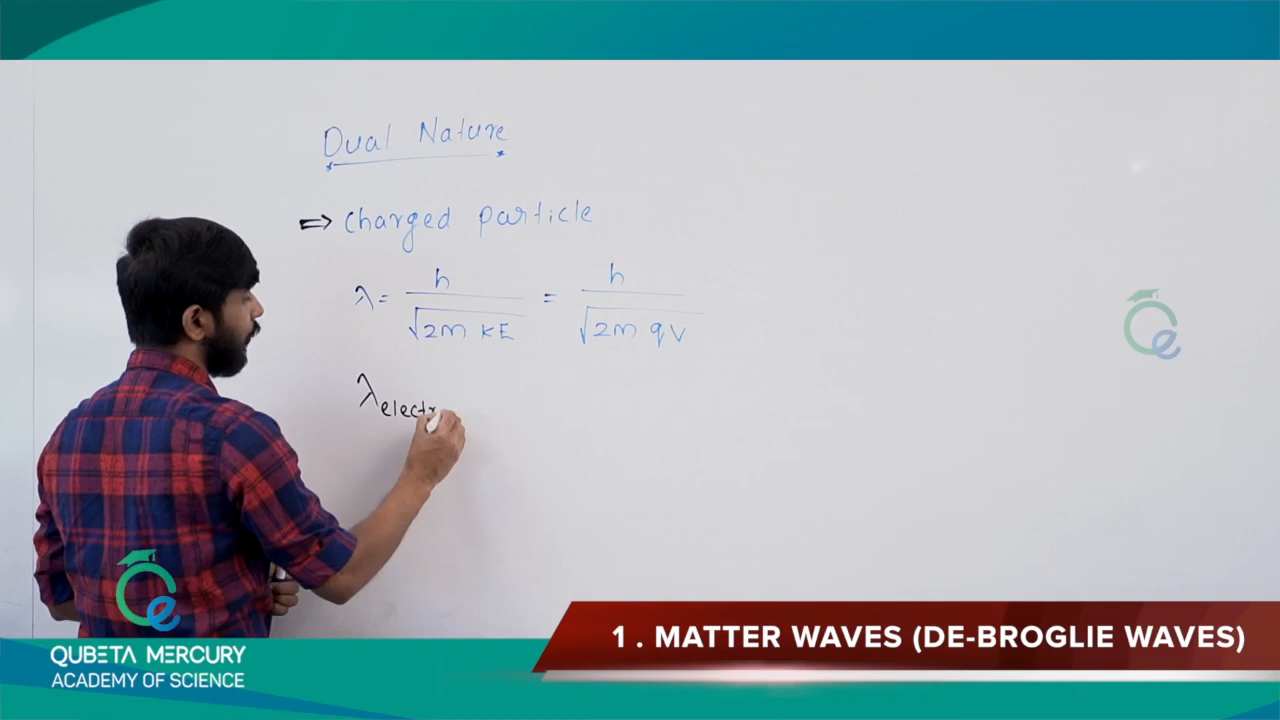 Dual Nature
⇒ Charged particle
λ = h / √2m KE = h / √2m qV
λ electr
1. MATTER WAVES (DE-BROGLIE WAVES)
QUBETA MERCURY
ACADEMY OF SCIENCE